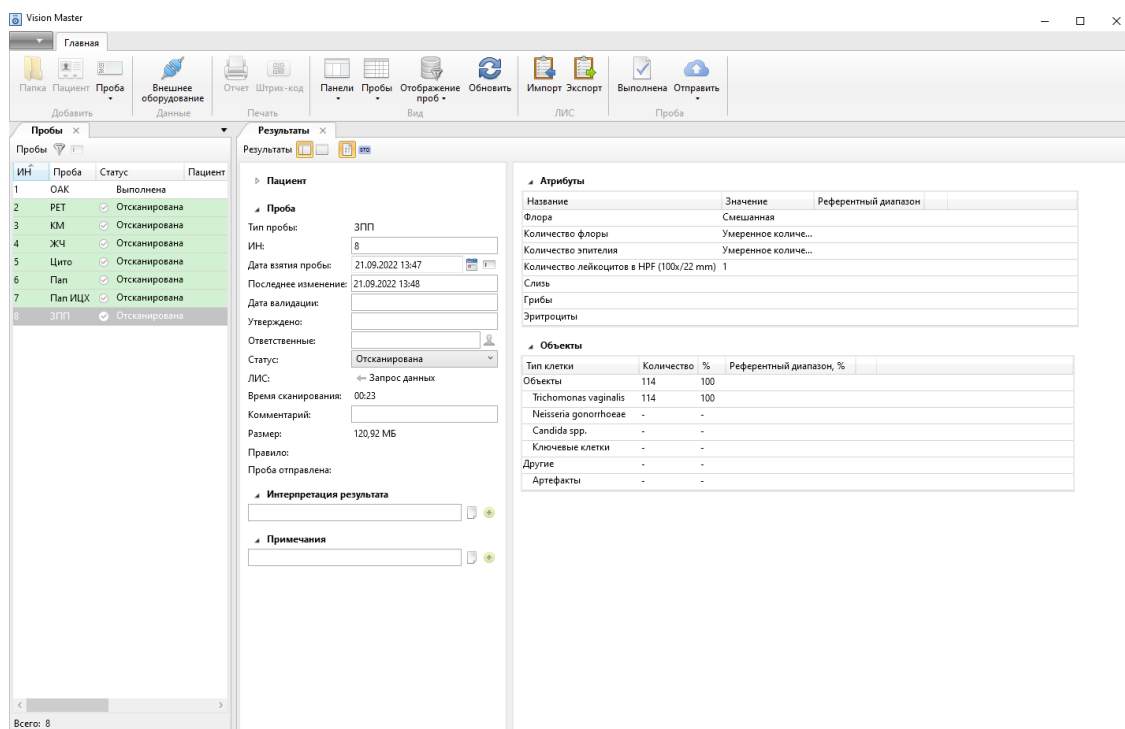 Vision Master
Главная
Папка Пациент Проба Внешнее оборудование Отчет Штрих-код Панели Пробы Отображение проб Обновить Импорт Экспорт Выполнена Отправить
Добавить Данные Печать Вид ЛИС Проба
Пробы
Пробы
ИН Проба Статус Пациент
1 ОАК Выполнена
2 РЕТ Отсканирована
3 КМ Отсканирована
4 ЖЧ Отсканирована
5 Цито Отсканирована
6 Пап Отсканирована
7 Пап ИЦХ Отсканирована
8 ЗПП Отсканирована
Всего: 8
Результаты
Результаты STD
Пациент
Проба
Тип пробы: ЗПП
ИН: 8
Дата взятия пробы: 21.09.2022 13:47
Последнее изменение: 21.09.2022 13:48
Дата валидации:
Утверждено:
Ответственные:
Статус: Отсканирована
ЛИС: Запрос данных
Время сканирования: 00:23
Комментарий:
Размер: 120,92 МБ
Правило:
Проба отправлена:
Интерпретация результата
Примечания
Атрибуты
Название Значение Референтный диапазон
Флора Смешанная
Количество флоры Умеренное количе...
Количество эпителия Умеренное количе...
Количество лейкоцитов в HPF (100x/22 mm) 1
Слизь
Грибы
Эритроциты
Объекты
Тип клетки Количество % Референтный диапазон, %
Объекты 114 100
Trichomonas vaginalis 114 100
Neisseria gonorrhoeae - -
Candida spp. - -
Ключевые клетки - -
Другие - -
Артефакты - -